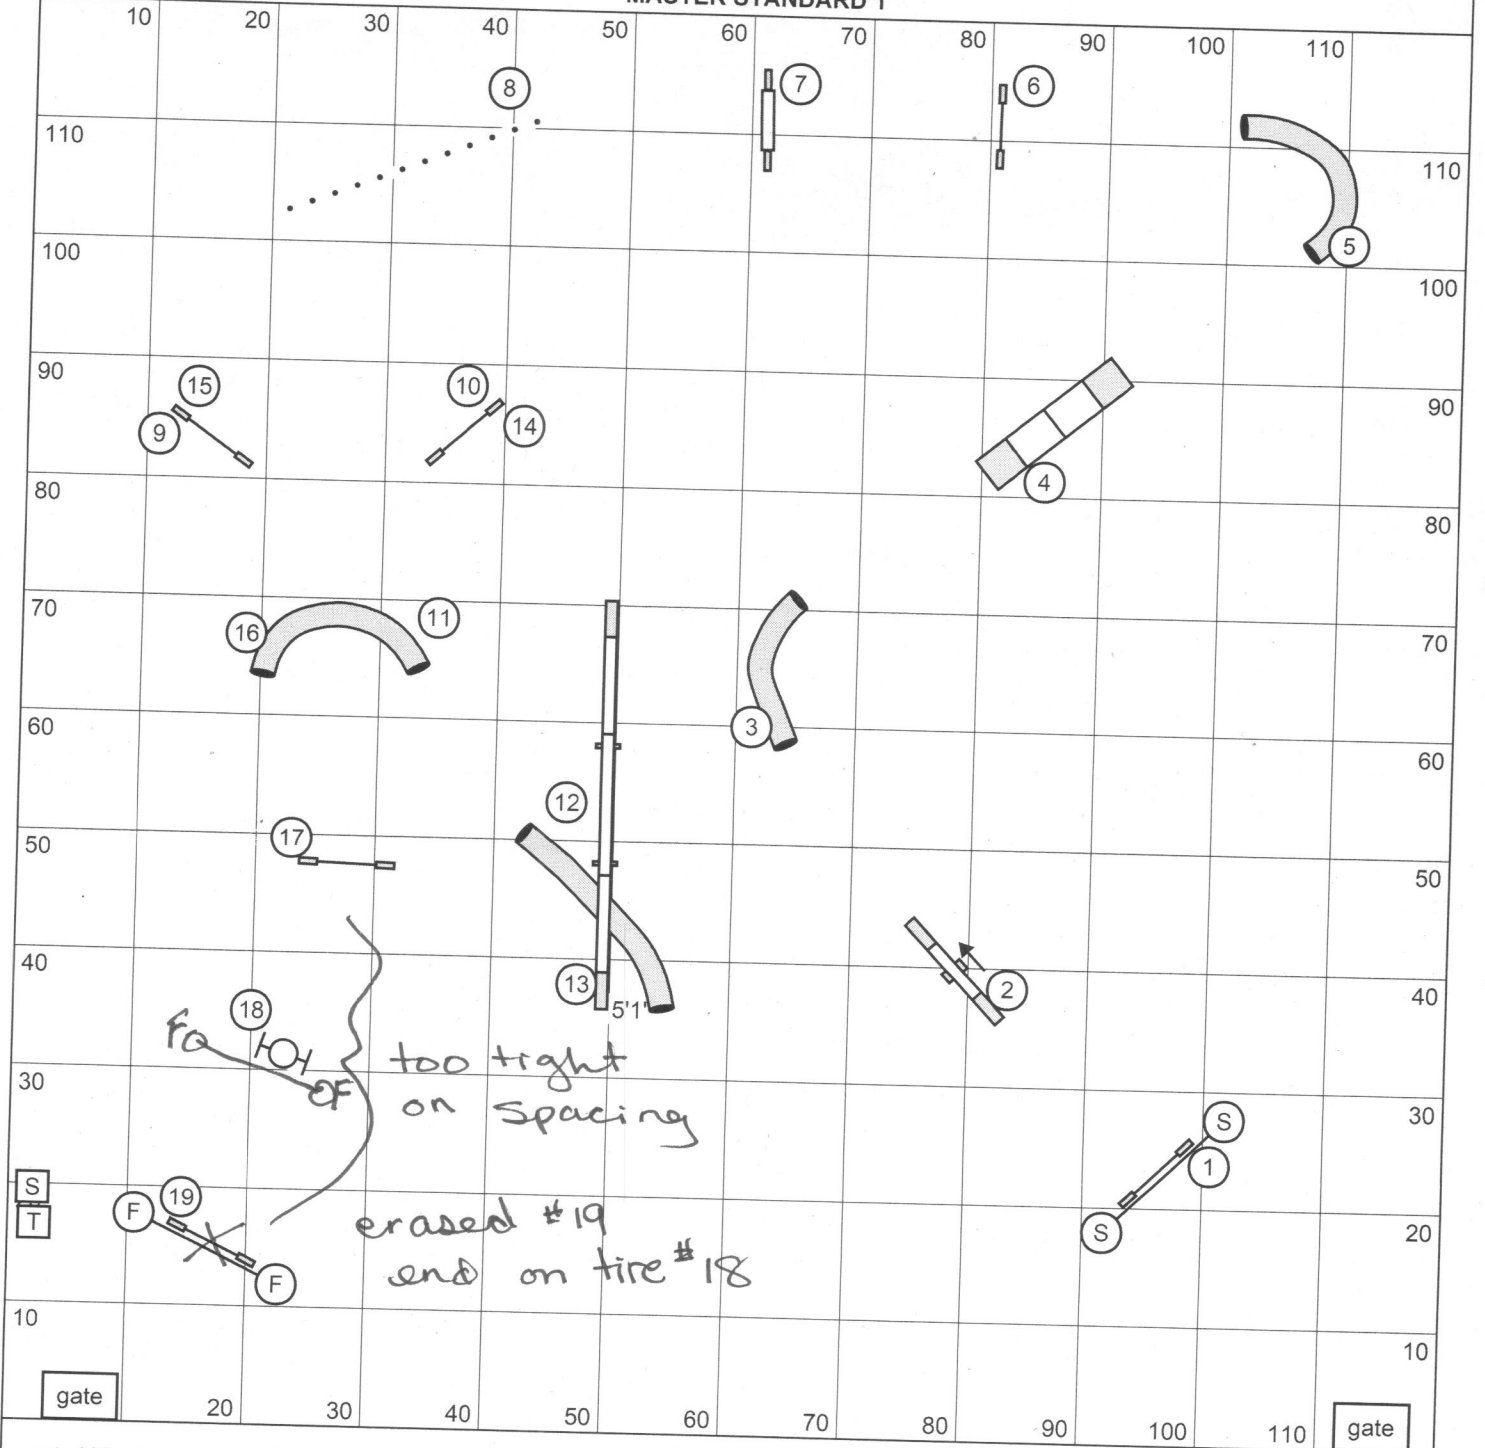 MASTER STANDARD 1
10 20 30 40 50 60 70 80 90 100 110
8 7 6
110 110
5
100 100
90 15 10 90
9 14
4
80 80
70 11 70
16
60 3 60
12
17
50 50
40 13 2 40
5'1"
18
F
too tight
30 F on spacing 30
S
1
S
T F 19 erased #19 S 20
end on tire #18
F
10 10
gate gate
20 30 40 50 60 70 80 90 100 110